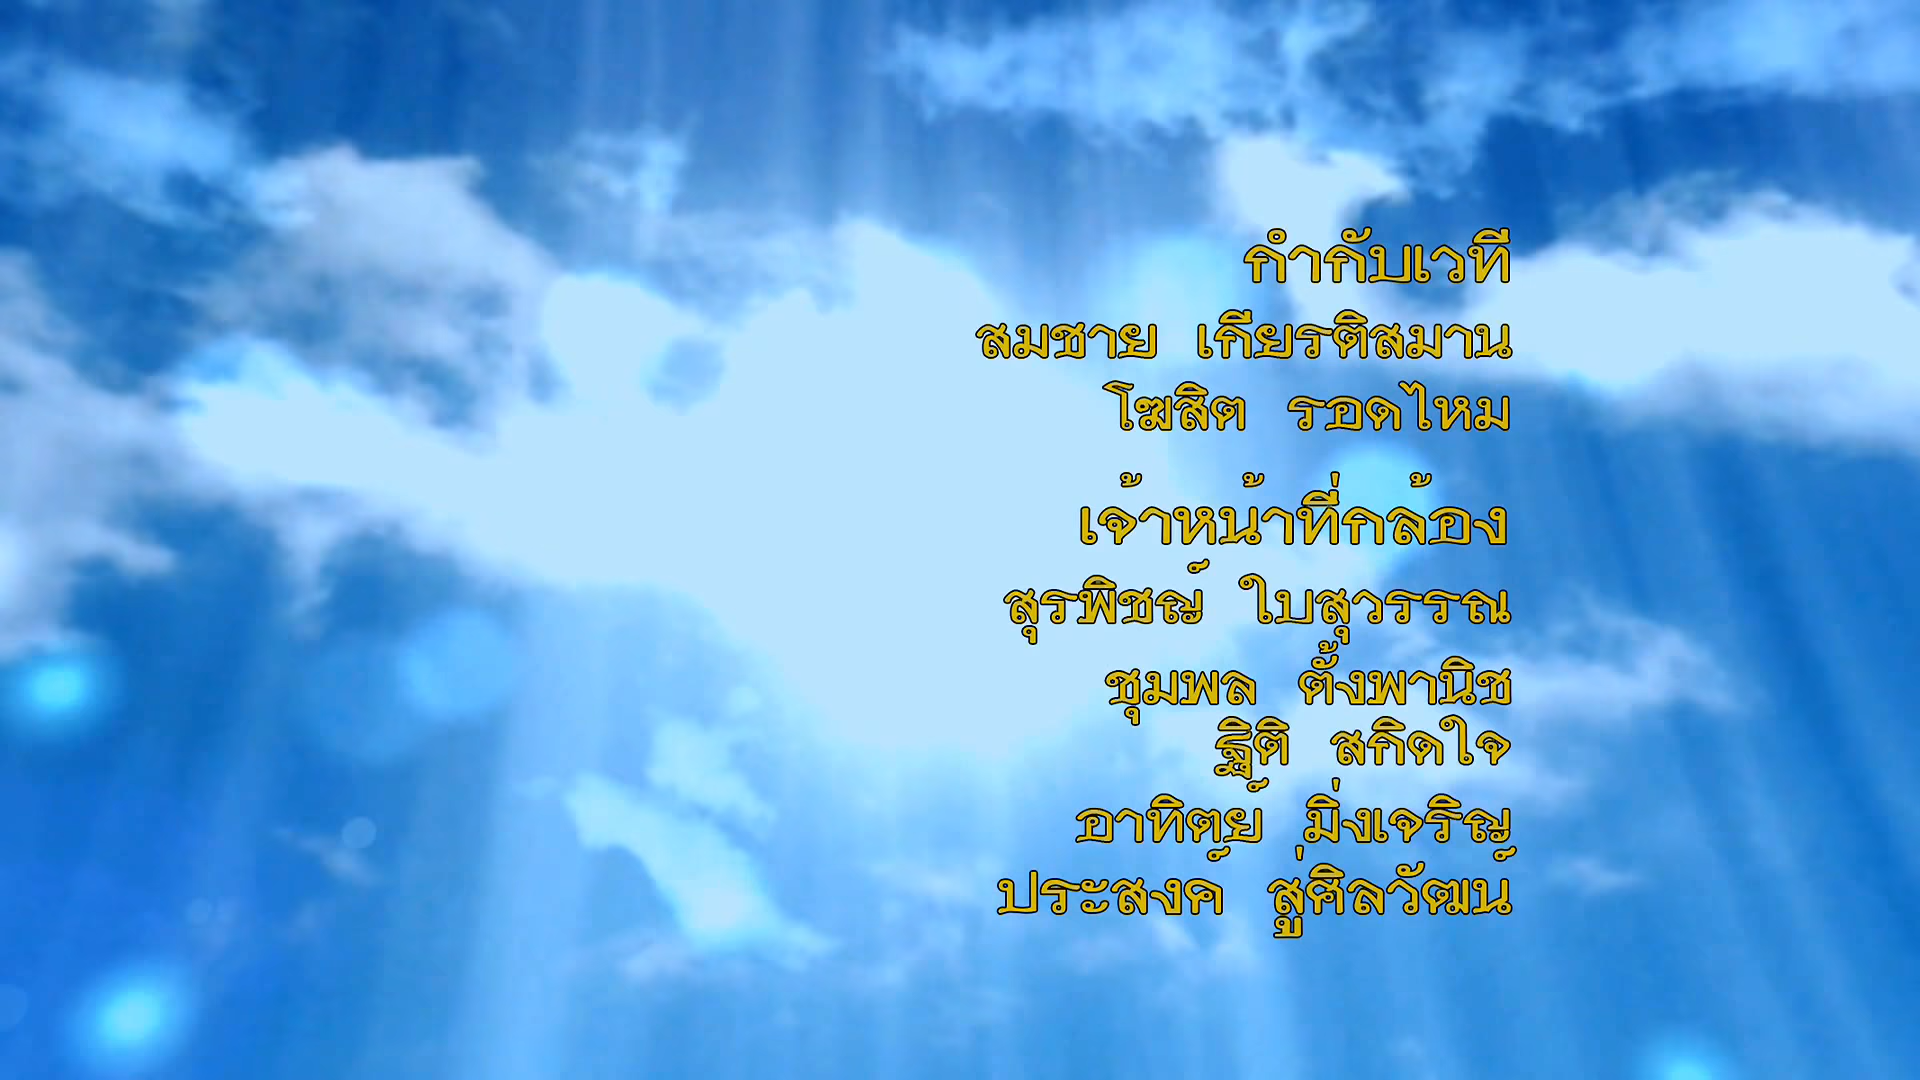 กำกับเวที
สมชาย เกียรติสมาน
โฆสิต รอดไหม
เจ้าหน้าที่กล้อง
สุรพิชญ์ ใบสุวรรณ
ชุมพล ตั้งพานิช
ฐิติ สกิดใจ
อาทิตย์ มิ่งเจริญ
ประสงค์ สู่ศิลวัฒน์